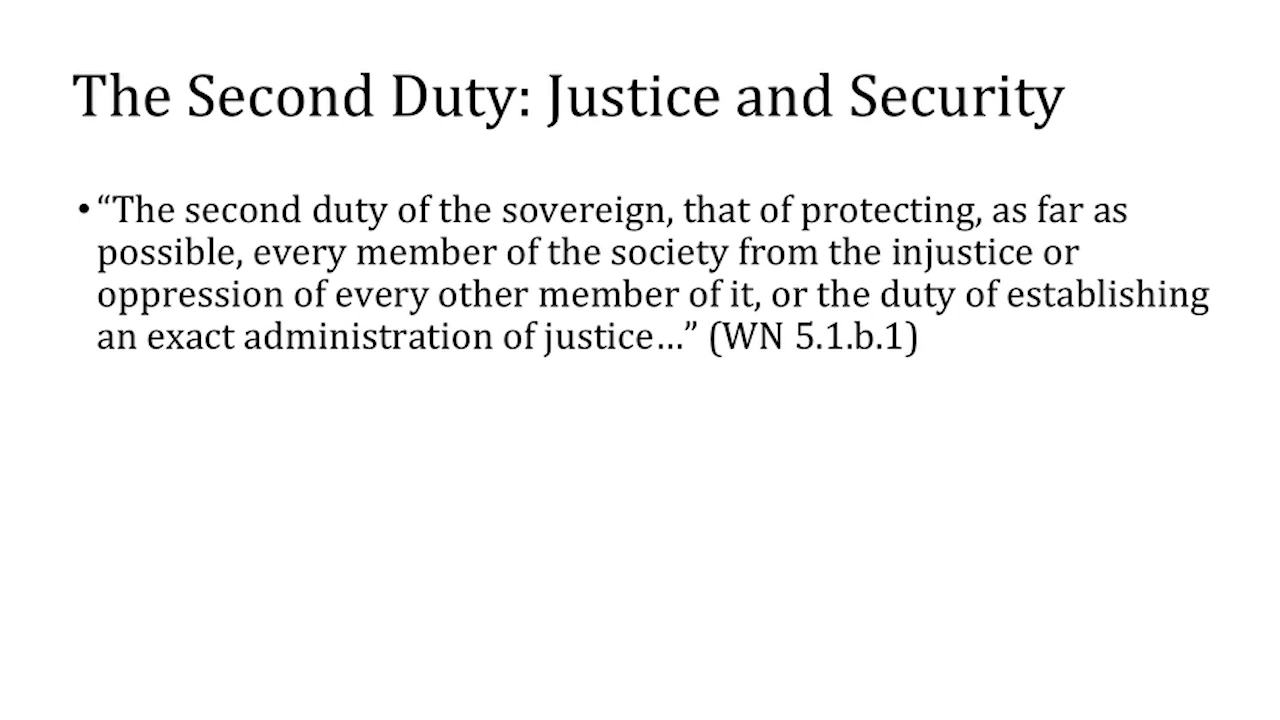 The Second Duty: Justice and Security
• “The second duty of the sovereign, that of protecting, as far as
possible, every member of the society from the injustice or
oppression of every other member of it, or the duty of establishing
an exact administration of justice…” (WN 5.1.b.1)